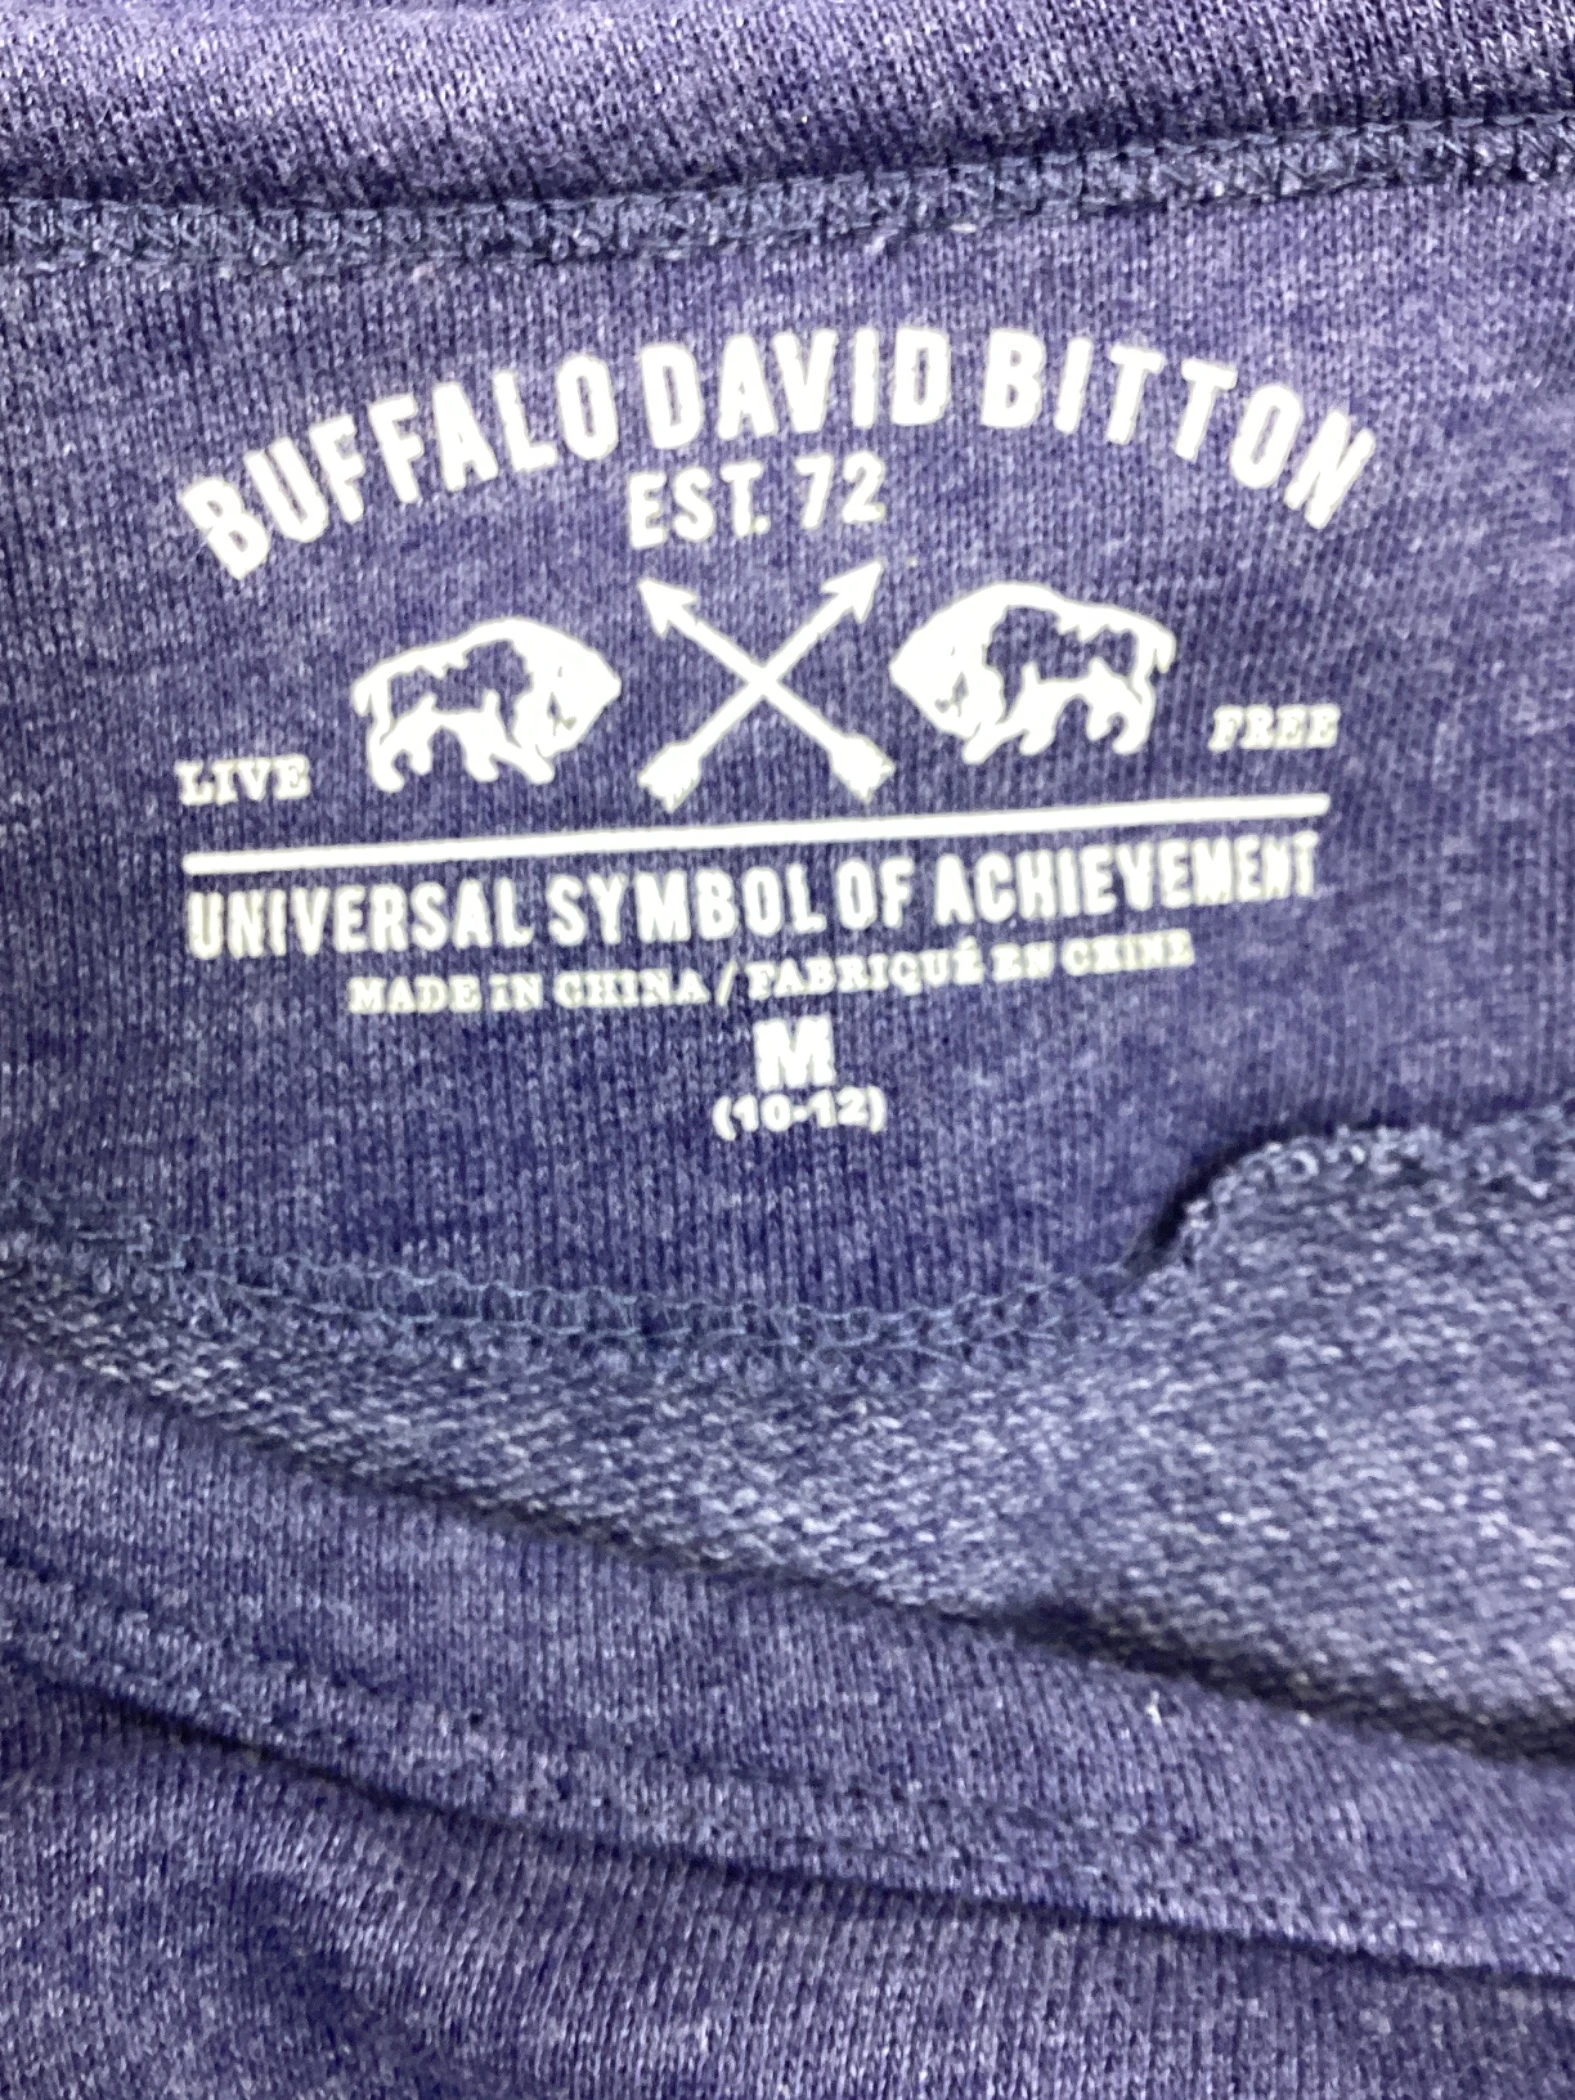 BUFFALO DAVID BITTON
EST. 72
LIVE FREE
UNIVERSAL SYMBOL OF ACHIEVEMENT
MADE IN CHINA / FABRIQUÉ EN CHINE
M
(10-12)